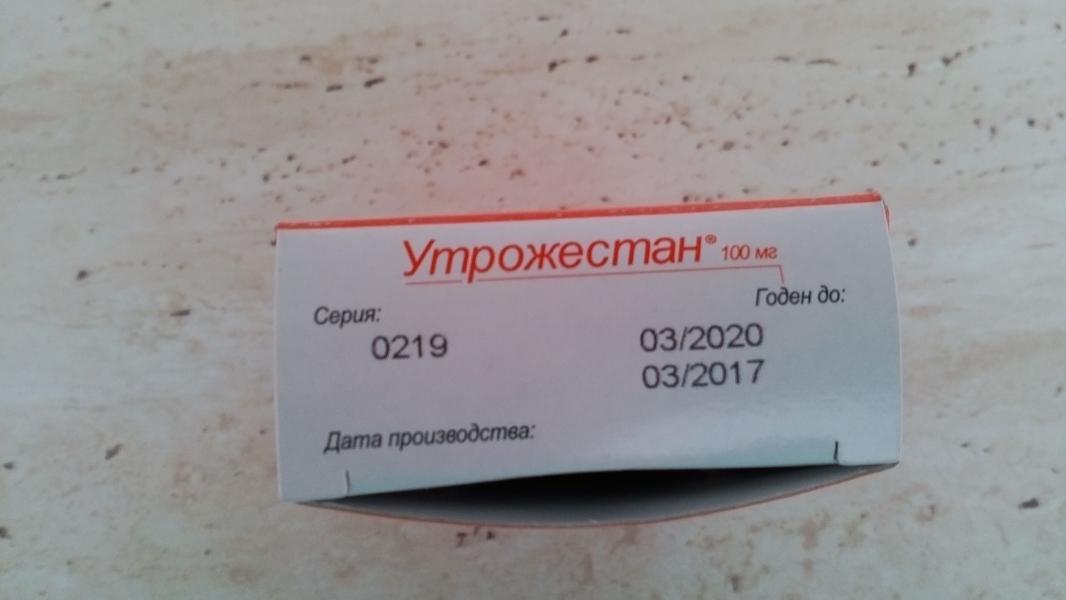 Утрожестан® 100 мг
Годен до:
Серия:
0219 03/2020
03/2017
Дата производства: